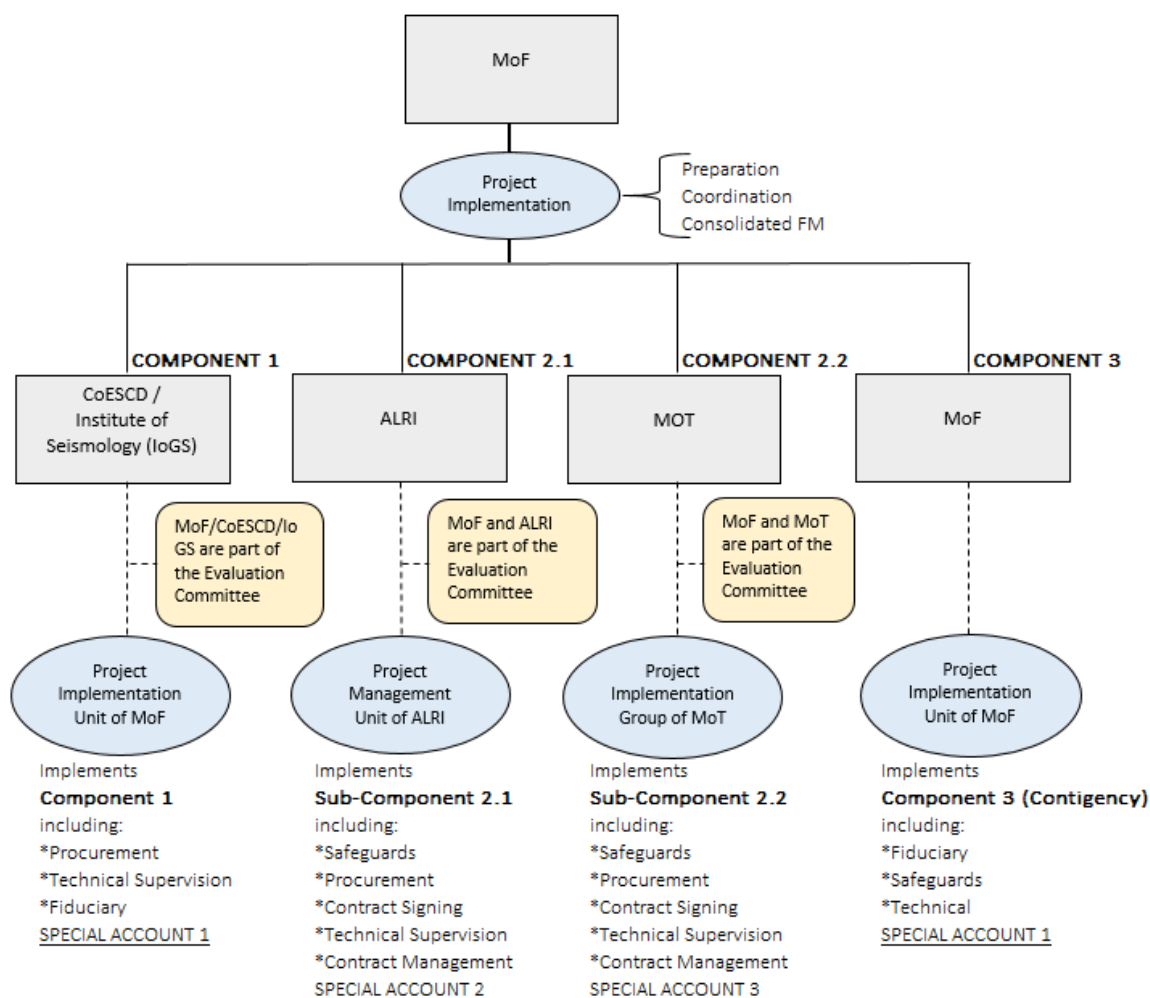 MoF
Project
Implementation
Preparation
Coordination
Consolidated FM
COMPONENT 1
COMPONENT 2.1
COMPONENT 2.2
COMPONENT 3
CoESCD /
Institute of
Seismology (IoGS)
ALRI
MOT
MoF
MoF/CoESCD/Io
GS are part of
the Evaluation
Committee
MoF and ALRI
are part of the
Evaluation
Committee
MoF and MoT
are part of the
Evaluation
Committee
Project
Implementation
Unit of MoF
Project
Management
Unit of ALRI
Project
Implementation
Group of MoT
Project
Implementation
Unit of MoF
Implements
Component 1
including:
*Procurement
*Technical Supervision
*Fiduciary
SPECIAL ACCOUNT 1
Implements
Sub-Component 2.1
including:
*Safeguards
*Procurement
*Contract Signing
*Technical Supervision
*Contract Management
SPECIAL ACCOUNT 2
Implements
Sub-Component 2.2
including:
*Safeguards
*Procurement
*Contract Signing
*Technical Supervision
*Contract Management
SPECIAL ACCOUNT 3
Implements
Component 3 (Contigency)
including:
*Fiduciary
*Safeguards
*Technical
SPECIAL ACCOUNT 1